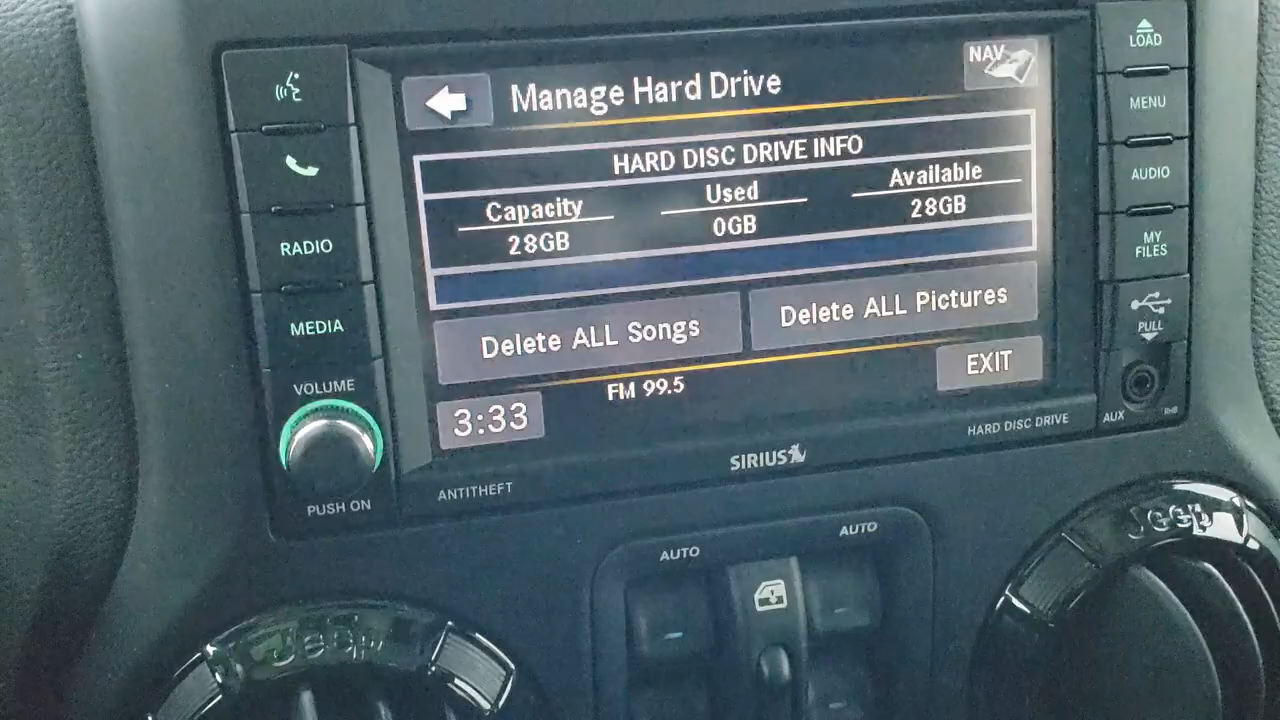 Manage Hard Drive
NAV
HARD DISC DRIVE INFO
Capacity Used Available
28GB 0GB 28GB
Delete ALL Songs Delete ALL Pictures
FM 99.5
3:33 EXIT
RADIO
MEDIA
VOLUME
PUSH ON
LOAD
MENU
AUDIO
MY
FILES
PULL
AUX RHB
ANTITHEFT
SIRIUS
HARD DISC DRIVE
AUTO AUTO
Jeep Jeep